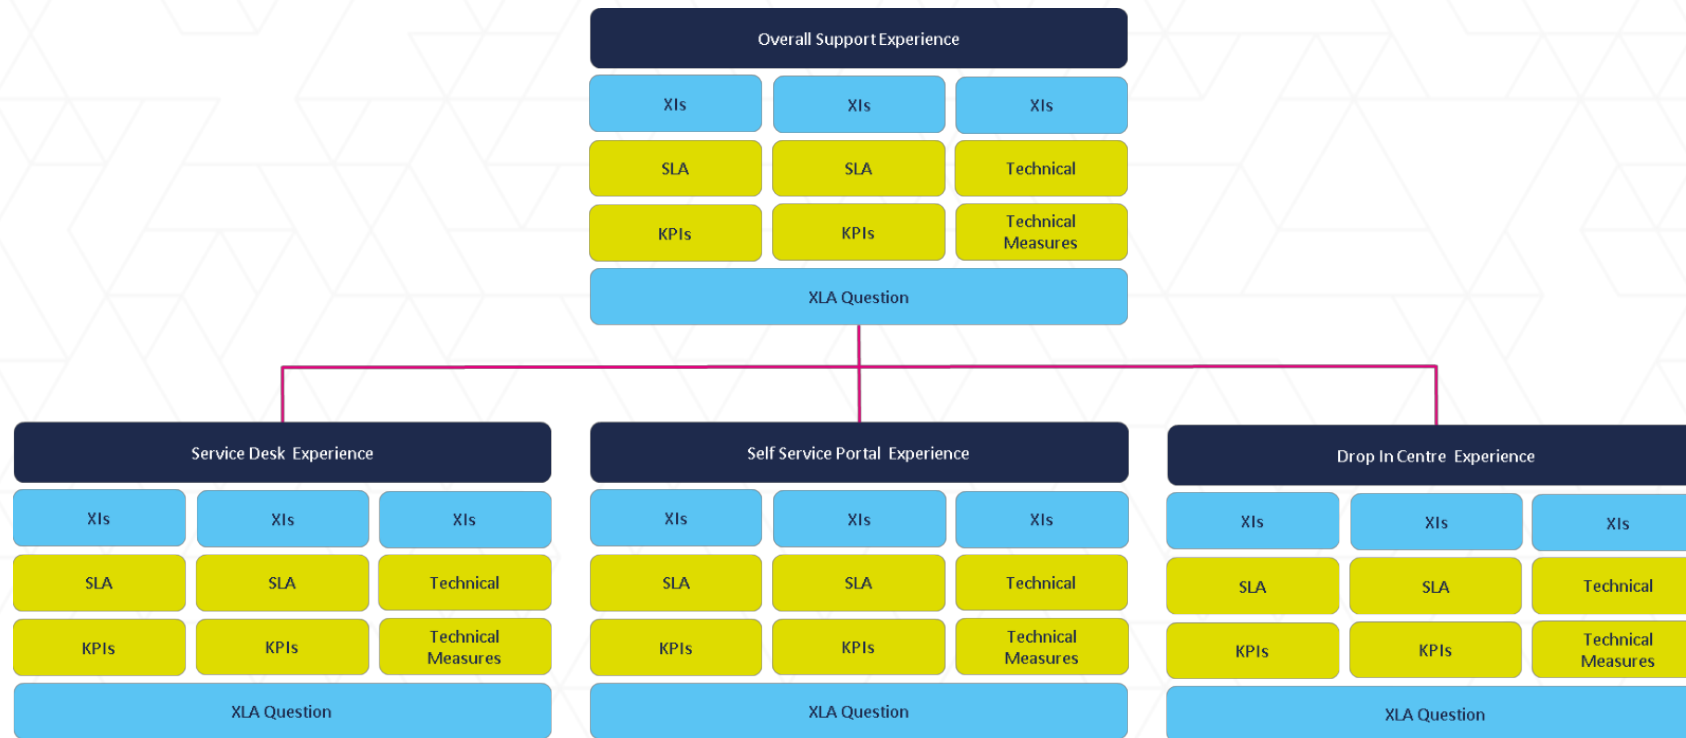 Overall Support Experience
XIs XIs XIs
SLA SLA Technical
KPIs KPIs Technical Measures
XLA Question
Service Desk Experience
XIs XIs XIs
SLA SLA Technical
KPIs KPIs Technical Measures
XLA Question
Self Service Portal Experience
XIs XIs XIs
SLA SLA Technical
KPIs KPIs Technical Measures
XLA Question
Drop In Centre Experience
XIs XIs XIs
SLA SLA Technical
KPIs KPIs Technical Measures
XLA Question